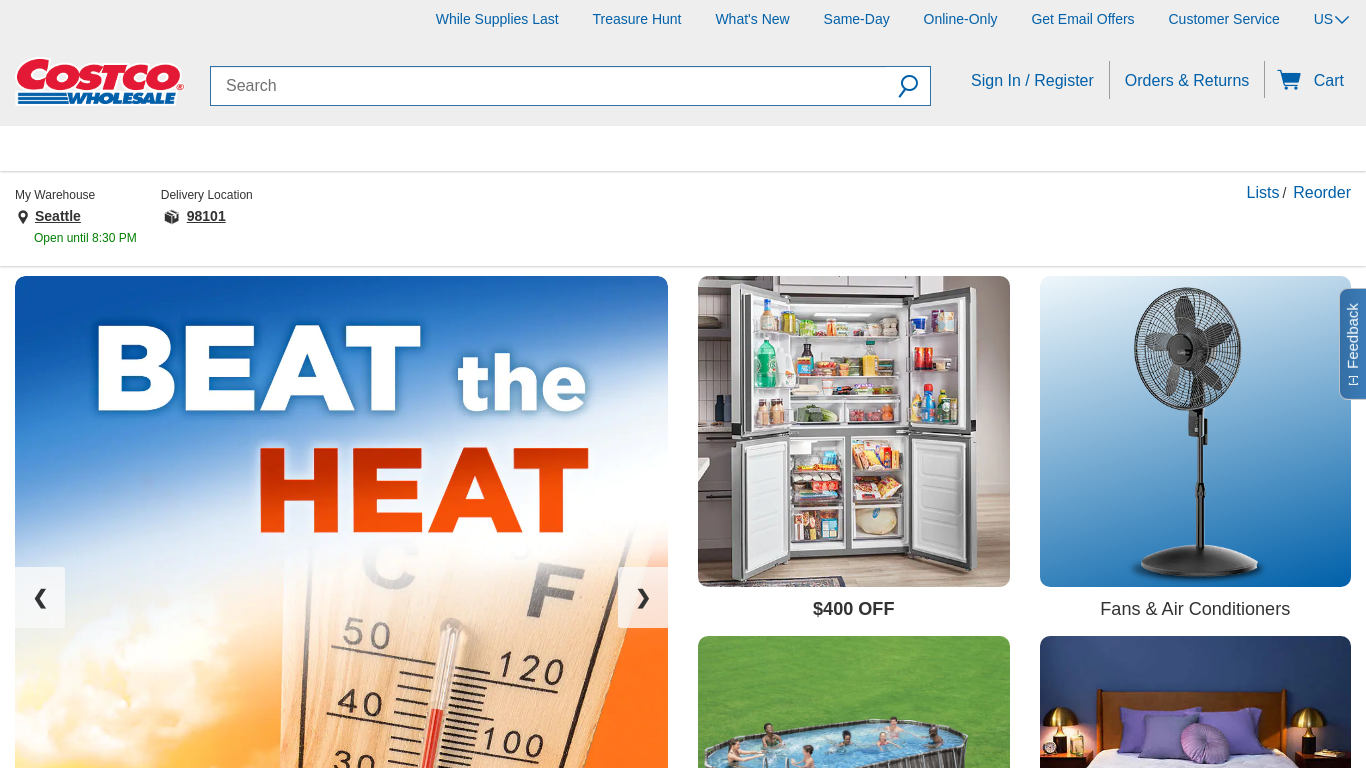 While Supplies Last Treasure Hunt What's New Same-Day Online-Only Get Email Offers Customer Service US
COSTCO®
WHOLESALE
Search
Sign In / Register
Orders & Returns
Cart
My Warehouse
Seattle
Open until 8:30 PM
Delivery Location
98101
Lists / Reorder
BEAT the
HEAT
C F
50 120
40 100
30
❮
❯
$400 OFF
Fans & Air Conditioners
[-] Feedback